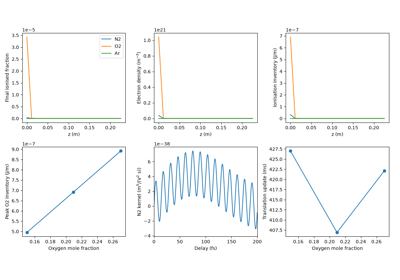 1e−5
1e21
1e−7
3.5
3.0
2.5
2.0
1.5
1.0
0.5
0.0
Final ionised fraction
N2
O2
Ar
0.00 0.05 0.10 0.15 0.20
z (m)
1.0
0.8
0.6
0.4
0.2
0.0
Electron density (m⁻³)
0.00 0.05 0.10 0.15 0.20
z (m)
7
6
5
4
3
2
1
0
Ionisation inventory (J/m)
0.00 0.05 0.10 0.15 0.20
z (m)
1e−7
9.0
8.5
8.0
7.5
7.0
6.5
6.0
5.5
5.0
Peak O2 inventory (J/m)
0.16 0.18 0.20 0.22 0.24 0.26
Oxygen mole fraction
1e−38
8
6
4
2
0
−2
−4
0 25 50 75 100 125 150 175 200
Delay (fs)
427.5
425.0
422.5
420.0
417.5
415.0
412.5
410.0
407.5
Translation update (ms)
0.16 0.18 0.20 0.22 0.24 0.26
Oxygen mole fraction